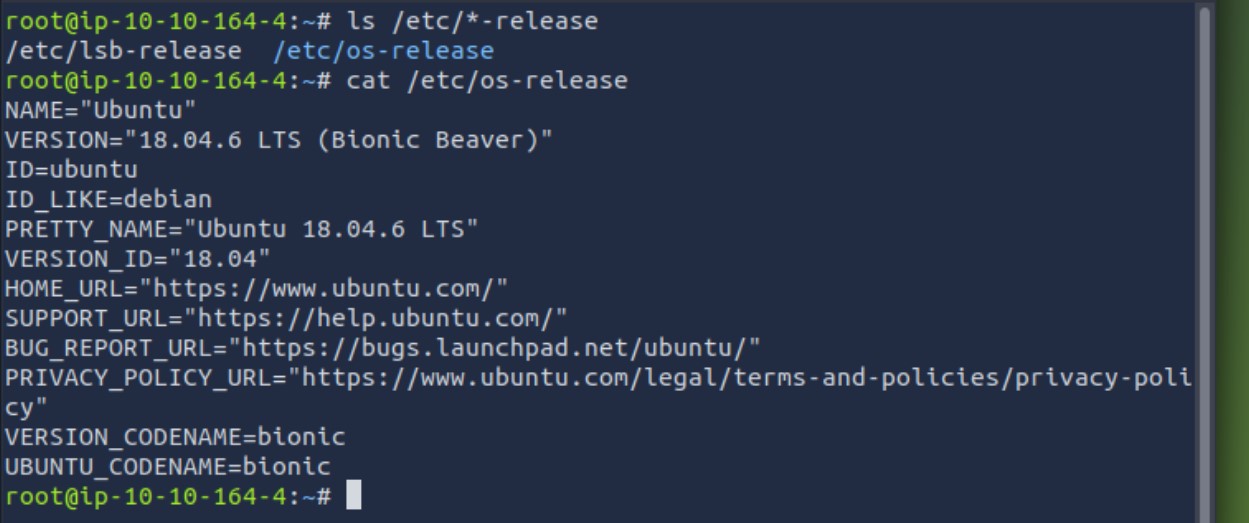 root@ip-10-10-164-4:~# ls /etc/*-release
/etc/lsb-release  /etc/os-release
root@ip-10-10-164-4:~# cat /etc/os-release
NAME="Ubuntu"
VERSION="18.04.6 LTS (Bionic Beaver)"
ID=ubuntu
ID_LIKE=debian
PRETTY_NAME="Ubuntu 18.04.6 LTS"
VERSION_ID="18.04"
HOME_URL="https://www.ubuntu.com/"
SUPPORT_URL="https://help.ubuntu.com/"
BUG_REPORT_URL="https://bugs.launchpad.net/ubuntu/"
PRIVACY_POLICY_URL="https://www.ubuntu.com/legal/terms-and-policies/privacy-poli
cy"
VERSION_CODENAME=bionic
UBUNTU_CODENAME=bionic
root@ip-10-10-164-4:~#